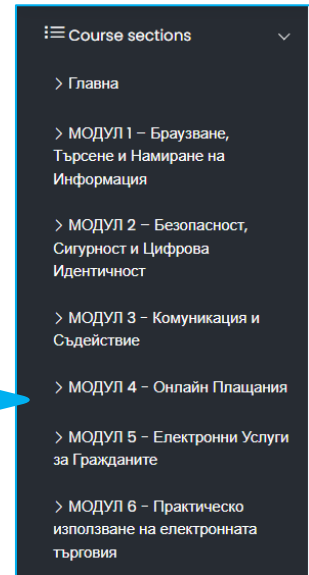 Course sections
> Главна
> МОДУЛ 1 – Браузване,
Търсене и Намиране на
Информация
> МОДУЛ 2 – Безопасност,
Сигурност и Цифрова
Идентичност
> МОДУЛ 3 - Комуникация и
Съдействие
> МОДУЛ 4 - Онлайн Плащания
> МОДУЛ 5 - Електронни Услуги
за Гражданите
> МОДУЛ 6 - Практическо
използване на електронната
търговия